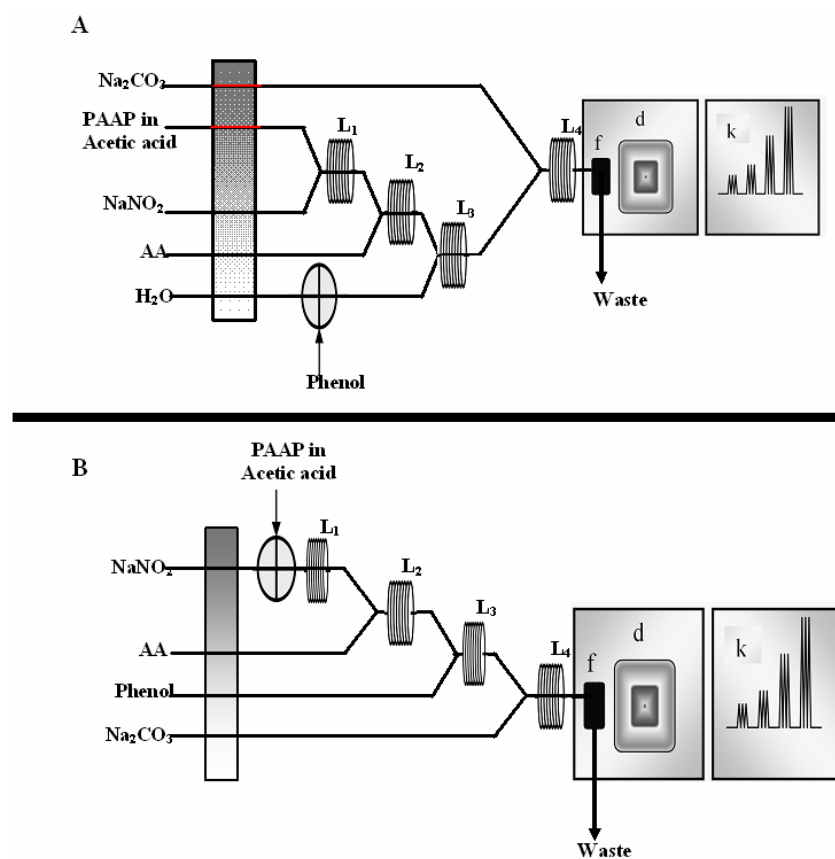 A
Na₂CO₃
PAAP in
Acetic acid
NaNO₂
AA
H₂O
Phenol
L₁
L₂
L₃
L₄
f
d
k
Waste
B
PAAP in
Acetic acid
NaNO₂
AA
Phenol
Na₂CO₃
L₁
L₂
L₃
L₄
f
d
k
Waste